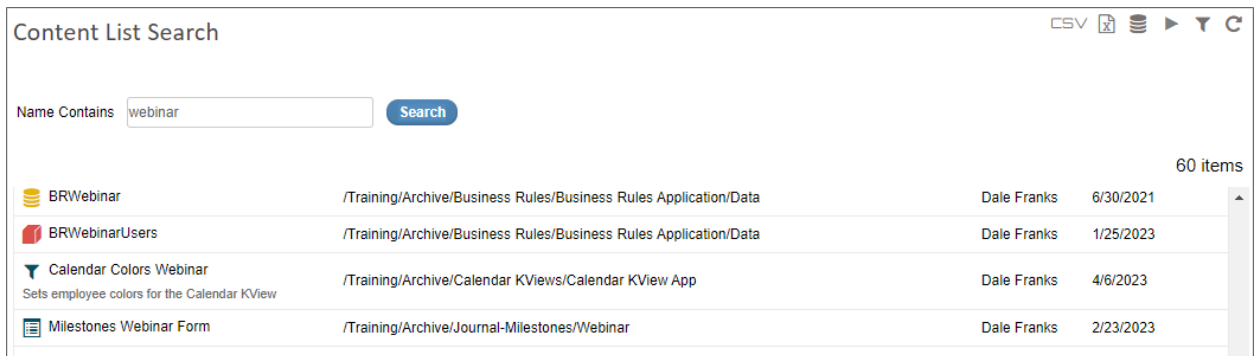 Content List Search
CSV
Name Contains webinar Search
60 items
BRWebinar /Training/Archive/Business Rules/Business Rules Application/Data Dale Franks 6/30/2021
BRWebinarUsers /Training/Archive/Business Rules/Business Rules Application/Data Dale Franks 1/25/2023
Calendar Colors Webinar /Training/Archive/Calendar KViews/Calendar KView App Dale Franks 4/6/2023
Sets employee colors for the Calendar KView
Milestones Webinar Form /Training/Archive/Journal-Milestones/Webinar Dale Franks 2/23/2023